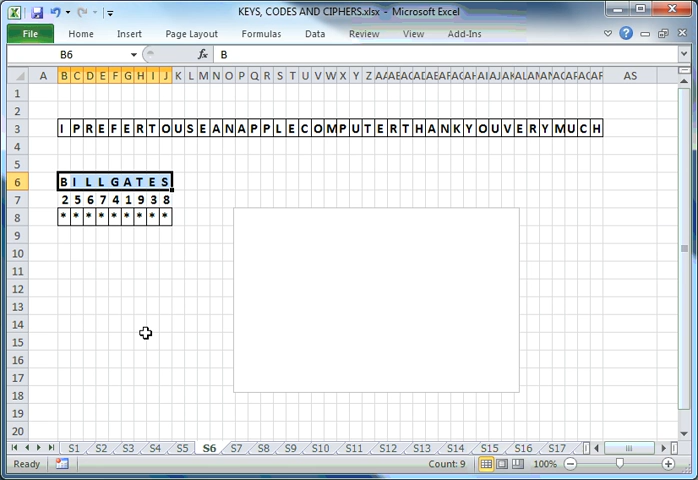 KEYS, CODES AND CIPHERS.xlsx - Microsoft Excel
File Home Insert Page Layout Formulas Data Review View Add-Ins
B6 fx B
A B C D E F G H I J K L M N O P Q R S T U V W X Y Z AS
1
2
3 I P R E F E R T O U S E A N A P P L E C O M P U T E R T H A N K Y O U V E R Y M U C H
4
5
6 B I L L G A T E S
7 2 5 6 7 4 1 9 3 8
8 * * * * * * * * *
9
10
11
12
13
14
15
16
17
18
19
20
S1 S2 S3 S4 S5 S6 S7 S8 S9 S10 S11 S12 S13 S14 S15 S16 S17
Ready Count: 9 100%